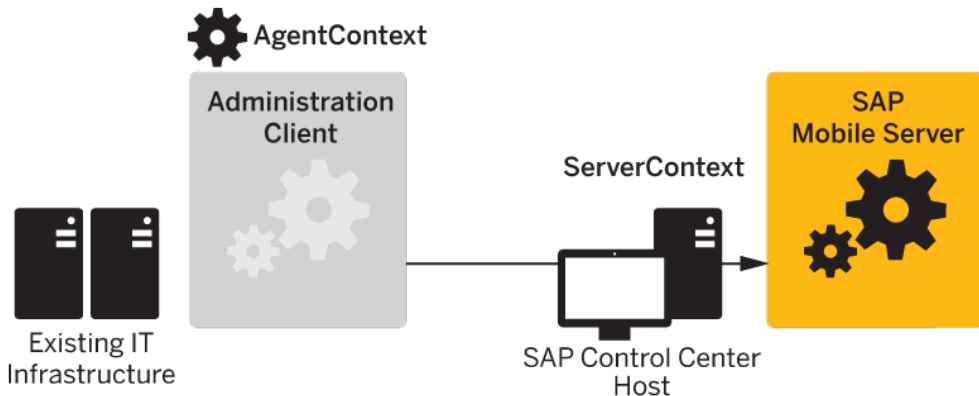 AgentContext
Administration
Client
SAP
Mobile Server
ServerContext
Existing IT
Infrastructure
SAP Control Center
Host